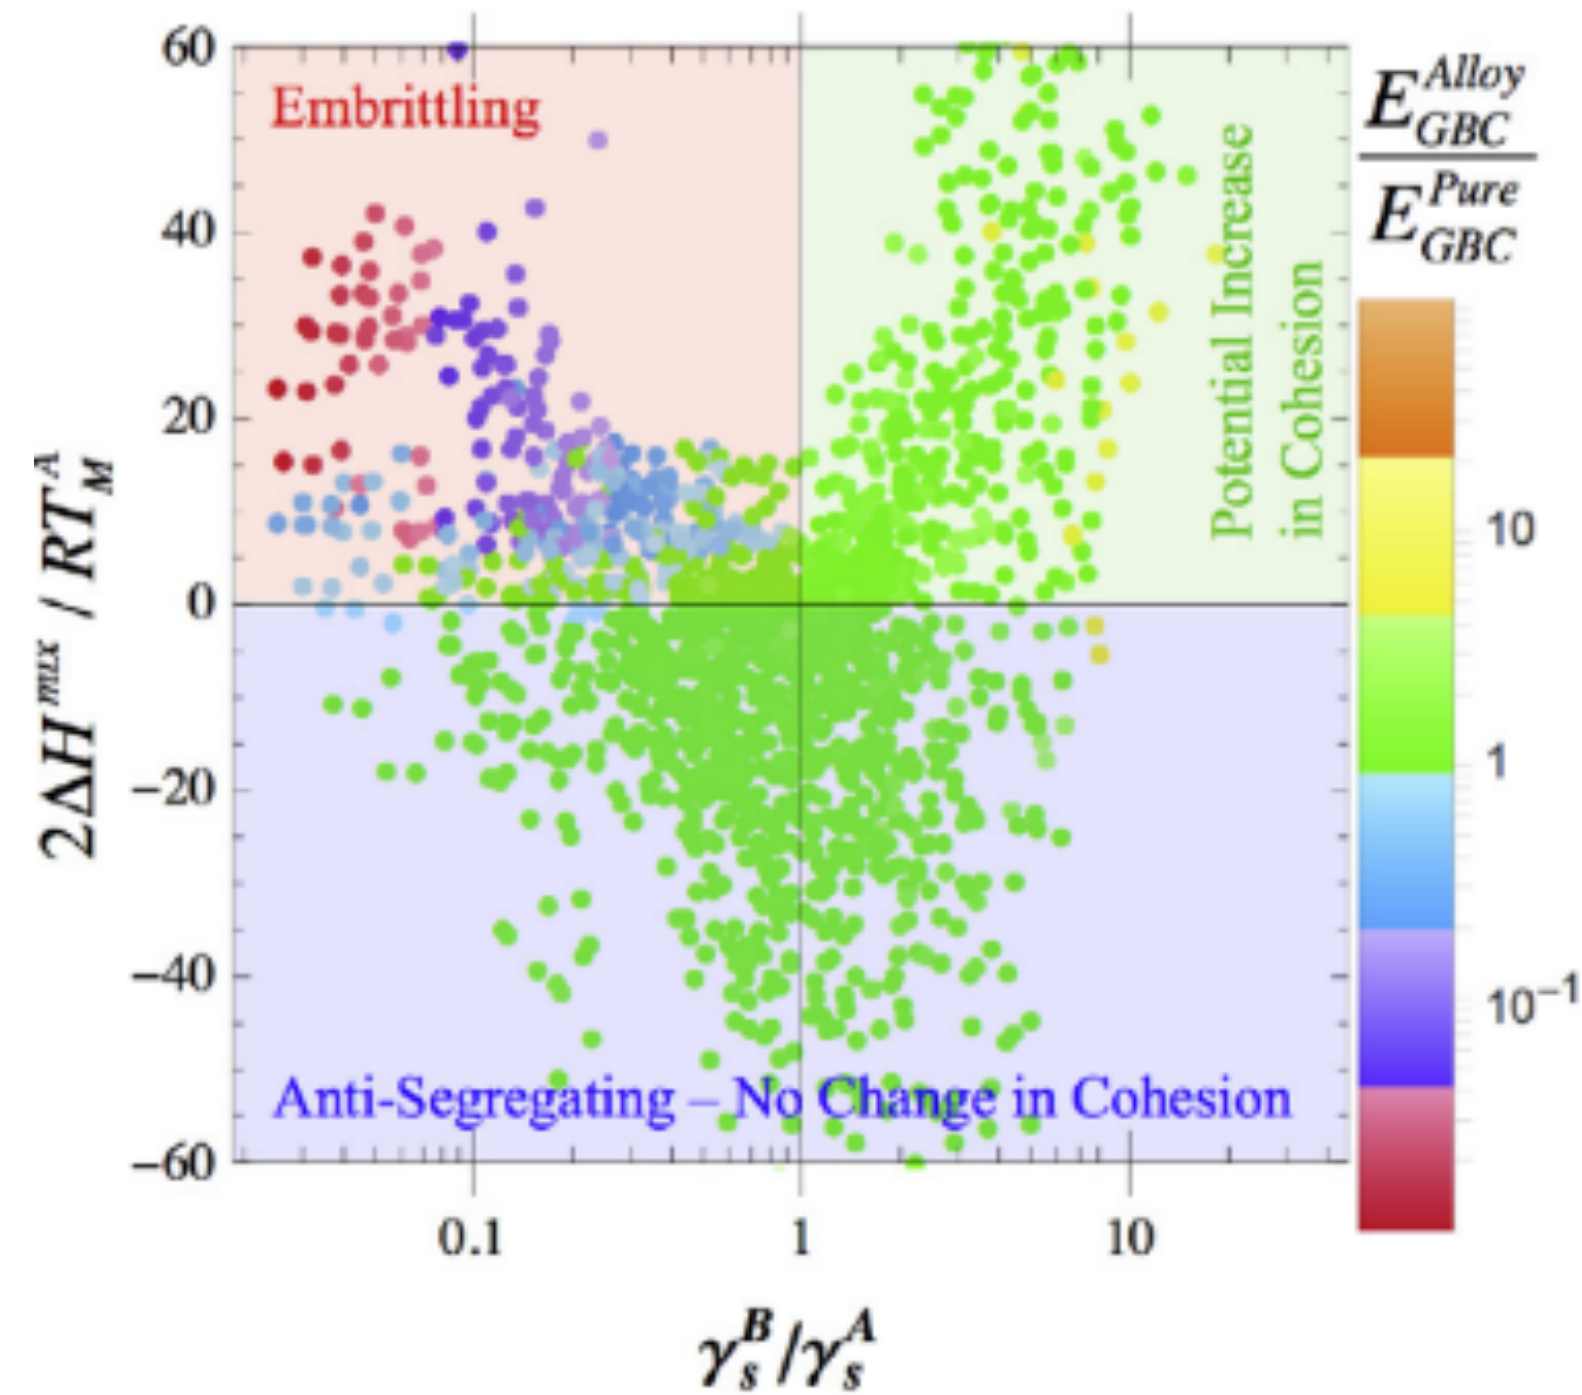 60
40
20
0
−20
−40
−60
0.1
1
10
2ΔH^mix / RT_M^A
γ_s^B/γ_s^A
Embrittling
Potential Increase
in Cohesion
Anti-Segregating – No Change in Cohesion
E_GBC^Alloy
E_GBC^Pure
10
1
10^−1